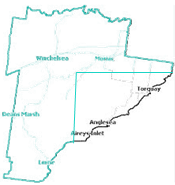 Winchelsea
Moriac
Torquay
Deans Marsh
Anglesea
Aireys Inlet
Lorne